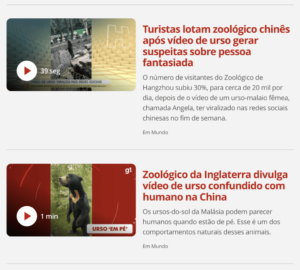 Turistas lotam zoológico chinês
após vídeo de urso gerar
suspeitas sobre pessoa
fantasiada
39 seg
O número de visitantes do Zoológico de
Hangzhou subiu 30%, para cerca de 20 mil por
dia, depois de o vídeo de um urso-malaio fêmea,
chamada Angela, ter viralizado nas redes sociais
chinesas no fim de semana.
Em Mundo
Zoológico da Inglaterra divulga
vídeo de urso confundido com
humano na China
g1
1 min
URSO 'EM PÉ'
Os ursos-do-sol da Malásia podem parecer
humanos quando estão de pé. Esse é um dos
comportamentos naturais desses animais.
Em Mundo